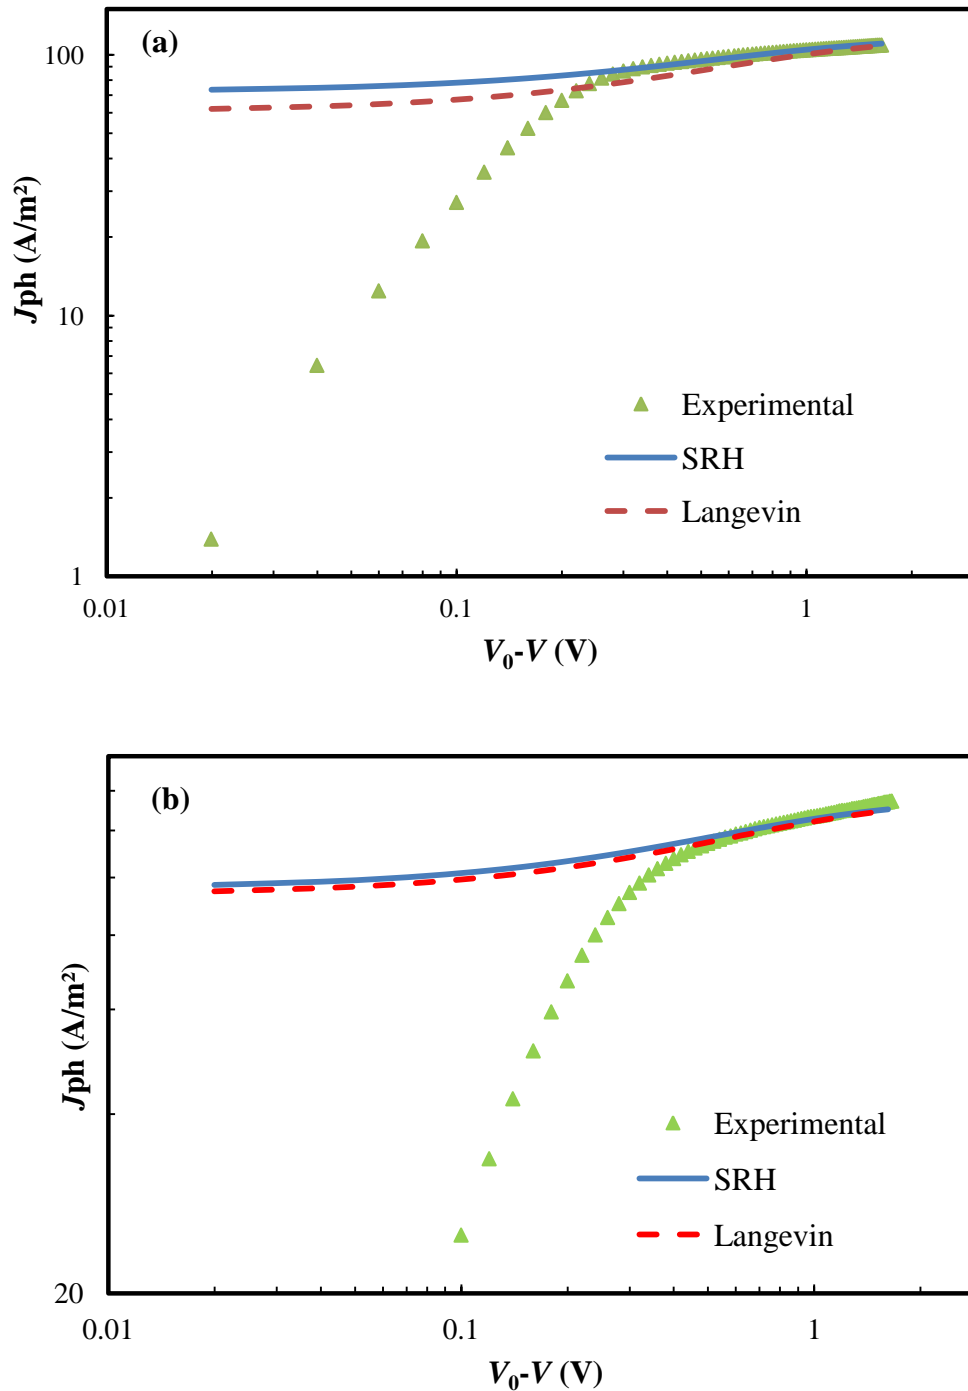 (a)
100
10
1
Jph (A/m²)
Experimental
SRH
Langevin
0.01
0.1
1
V₀-V (V)
(b)
Jph (A/m²)
Experimental
SRH
Langevin
20
0.01
0.1
1
V₀-V (V)